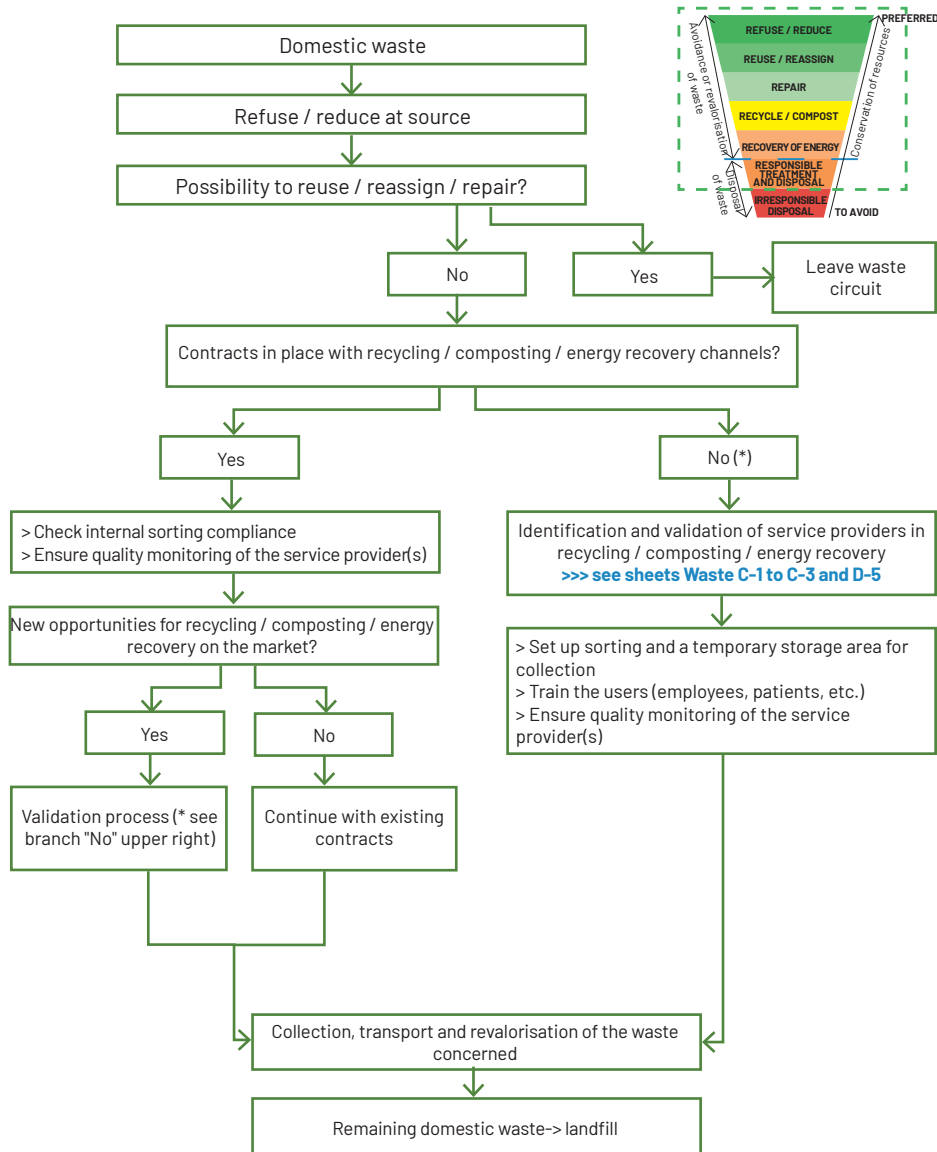 Domestic waste
Refuse / reduce at source
Possibility to reuse / reassign / repair?
PREFERRED
REFUSE / REDUCE
REUSE / REASSIGN
REPAIR
RECYCLE / COMPOST
RECOVERY OF ENERGY
RESPONSIBLE
TREATMENT
AND DISPOSAL
IRRESPONSIBLE
DISPOSAL
TO AVOID
Avoidance or revalorisation
of waste
Disposal
of waste
Conservation of resources
No
Yes
Leave waste
circuit
Contracts in place with recycling / composting / energy recovery channels?
Yes
No (*)
> Check internal sorting compliance
> Ensure quality monitoring of the service provider(s)
Identification and validation of service providers in
recycling / composting / energy recovery
>>> see sheets Waste C-1 to C-3 and D-5
New opportunities for recycling / composting / energy
recovery on the market?
> Set up sorting and a temporary storage area for
collection
> Train the users (employees, patients, etc.)
> Ensure quality monitoring of the service
provider(s)
Yes
No
Validation process (* see
branch "No" upper right)
Continue with existing
contracts
Collection, transport and revalorisation of the waste
concerned
Remaining domestic waste-> landfill